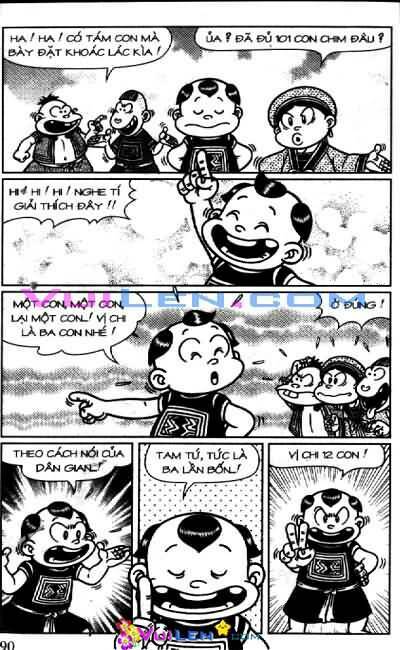 HA! HA! CÓ TÁM CON MÀ
BÀY ĐẶT KHOÁC LÁC KÌA!
ỦA? ĐÃ ĐỦ 101 CON CHIM ĐÂU?
HI! HI! HI! NGHE TÍ
GIẢI THÍCH ĐÂY!!
VUILEN.COM
MỘT CON, MỘT CON,
LẠI MỘT CON..! VỊ CHI
LÀ BA CON NHÉ!
Ờ ĐÚNG!
THEO CÁCH NÓI CỦA
DÂN GIAN..!
TAM TỨ, TỨC LÀ
BA LẦN BỐN..!
VỊ CHI 12 CON!
90
VUILEN